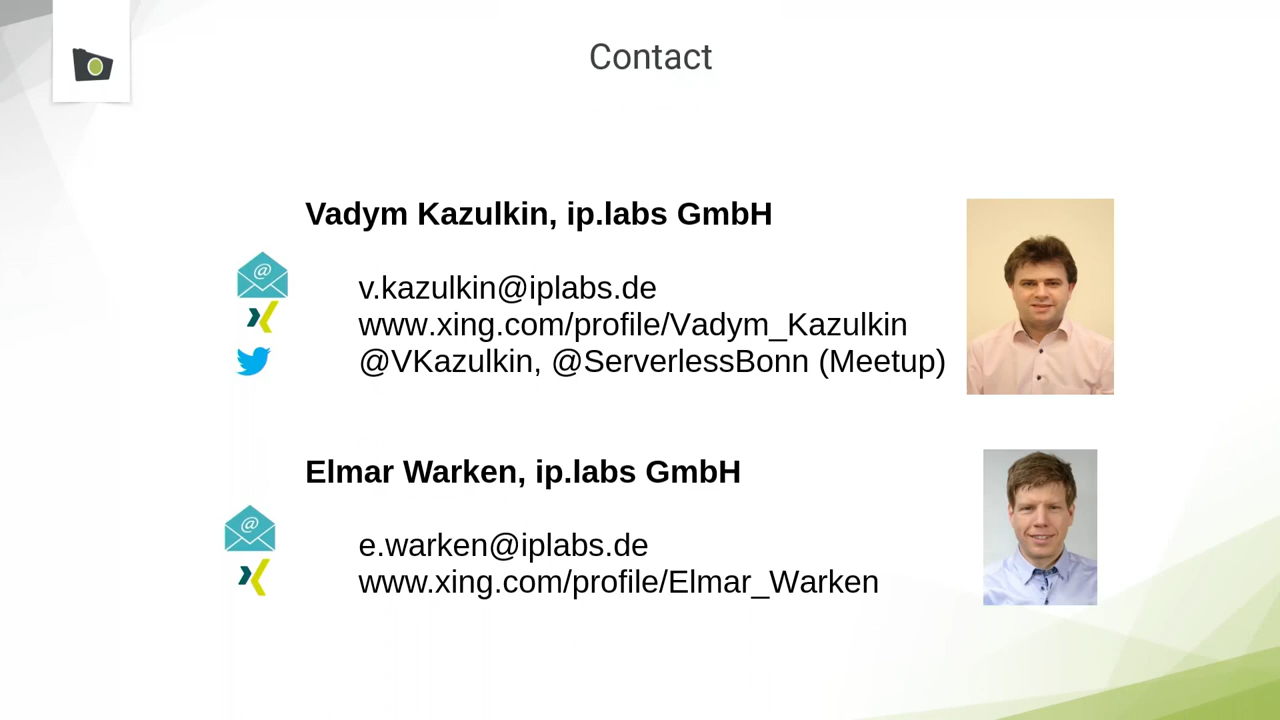 Contact
Vadym Kazulkin, ip.labs GmbH
v.kazulkin@iplabs.de
www.xing.com/profile/Vadym_Kazulkin
@VKazulkin, @ServerlessBonn (Meetup)
Elmar Warken, ip.labs GmbH
e.warken@iplabs.de
www.xing.com/profile/Elmar_Warken